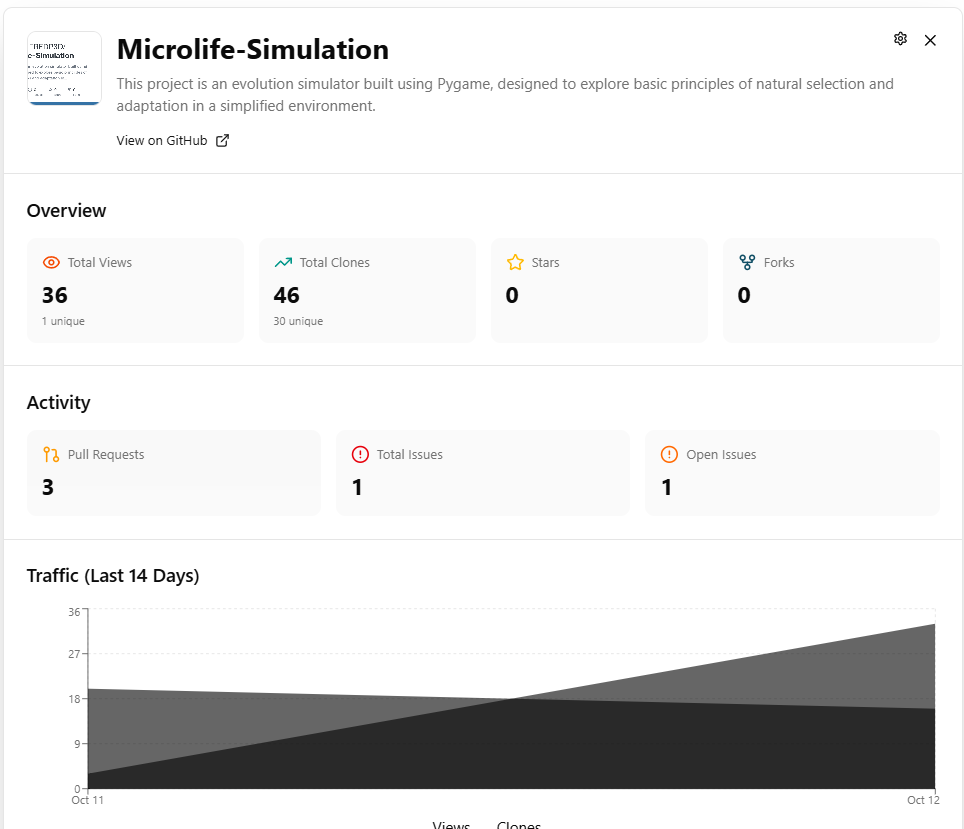 e-Simulation
Microlife-Simulation
This project is an evolution simulator built using Pygame, designed to explore basic principles of natural selection and
adaptation in a simplified environment.
View on GitHub
Overview
Total Views
36
1 unique
Total Clones
46
30 unique
Stars
0
Forks
0
Activity
Pull Requests
3
Total Issues
1
Open Issues
1
Traffic (Last 14 Days)
36
27
18
9
0
Oct 11
Oct 12
Views Clones